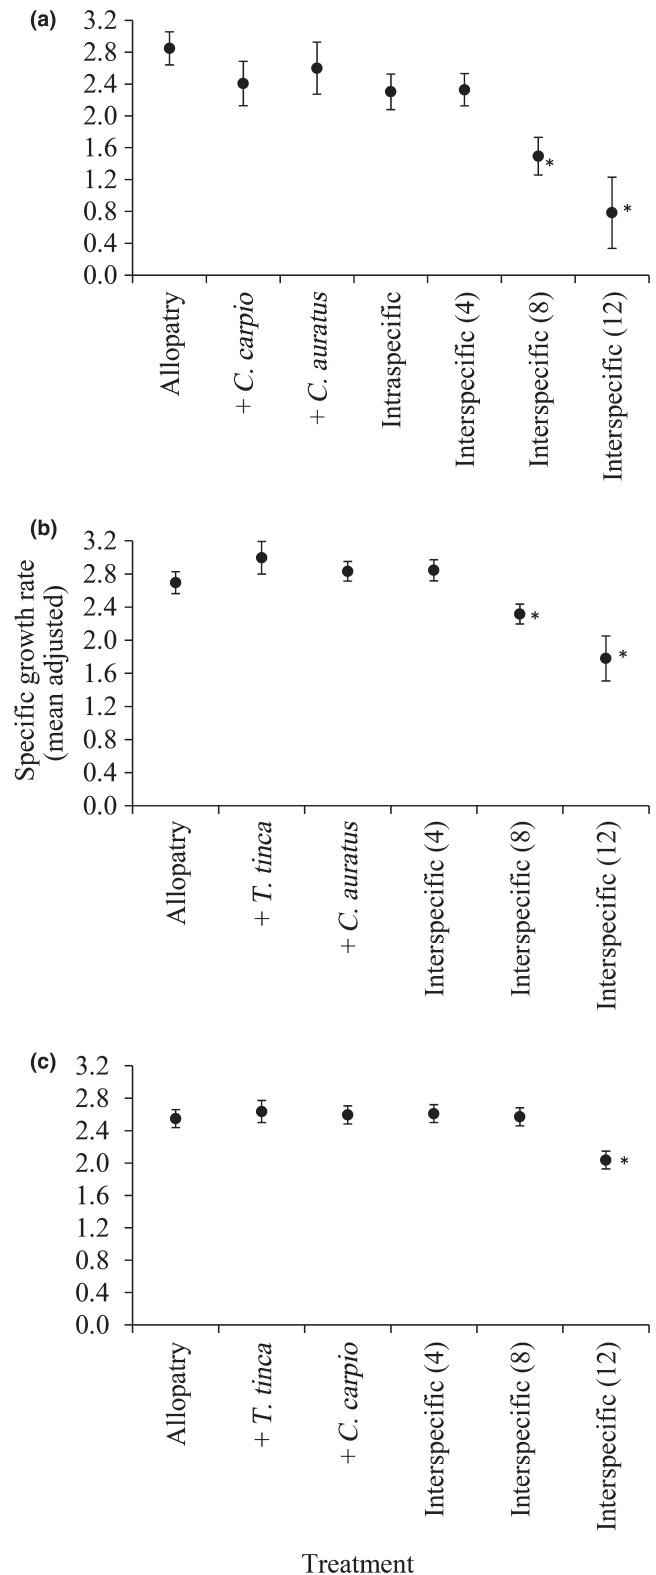 (a)
3.2
2.8
2.4
2.0
1.6
1.2
0.8
0.4
0.0
*
*
Allopatry
+ C. carpio
+ C. auratus
Intraspecific
Interspecific (4)
Interspecific (8)
Interspecific (12)
(b)
Specific growth rate
(mean adjusted)
3.2
2.8
2.4
2.0
1.6
1.2
0.8
0.4
0.0
*
*
Allopatry
+ T. tinca
+ C. auratus
Interspecific (4)
Interspecific (8)
Interspecific (12)
(c)
3.2
2.8
2.4
2.0
1.6
1.2
0.8
0.4
0.0
*
Allopatry
+ T. tinca
+ C. carpio
Interspecific (4)
Interspecific (8)
Interspecific (12)
Treatment